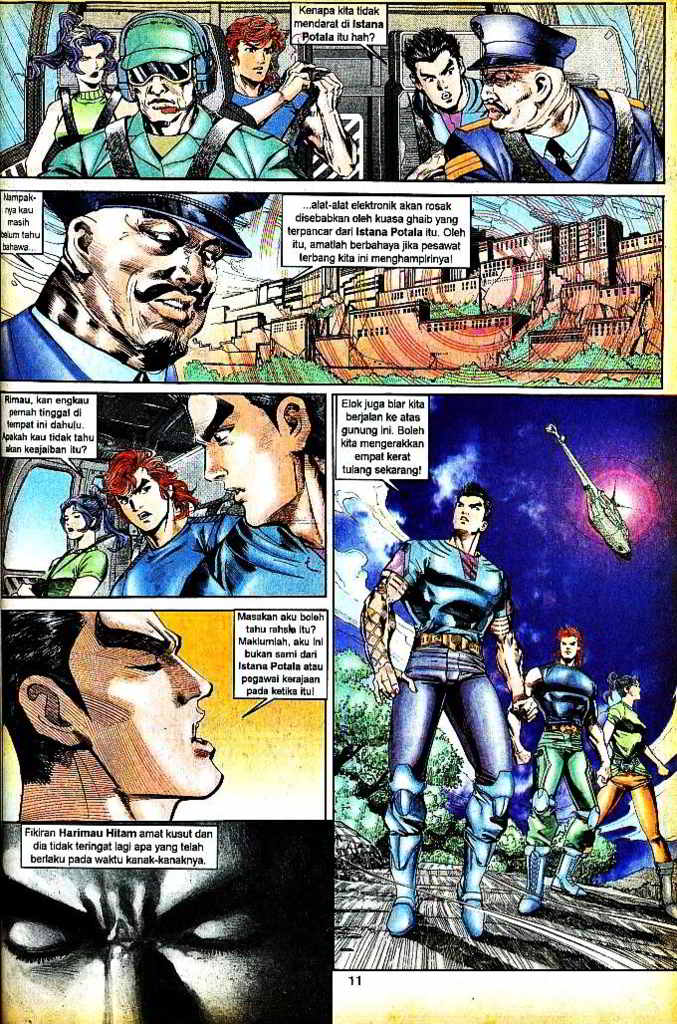 Kenapa kita tidak
mendarat di Istana
Potala itu hah?
Nampak-
nya kau
masih
belum tahu
bahawa...
...alat-alat elektronik akan rosak
disebabkan oleh kuasa ghaib yang
terpancar dari Istana Potala itu. Oleh
itu, amatlah berbahaya jika pesawat
terbang kita ini menghampirinya!
Rimau, kan engkau
pernah tinggal di
tempat ini dahulu.
Apakah kau tidak tahu
akan keajaiban itu?
Elok juga biar kita
berjalan ke atas
gunung ini. Boleh
kita mengerakkan
empat kerat
tulang sekarang!
Masakan aku boleh
tahu rahsia itu?
Maklumlah, aku ini
bukan sami dari
Istana Potala atau
pegawai kerajaan
pada ketika itu!
Fikiran Harimau Hitam amat kusut dan
dia tidak teringat lagi apa yang telah
berlaku pada waktu kanak-kanaknya.
11